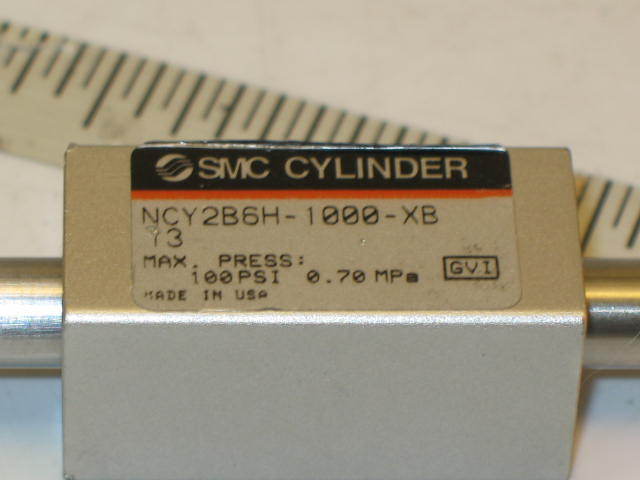 SMC CYLINDER
NCY2B6H-1000-XB
Y3
MAX. PRESS:
100PSI 0.70 MPa
GVI
MADE IN USA